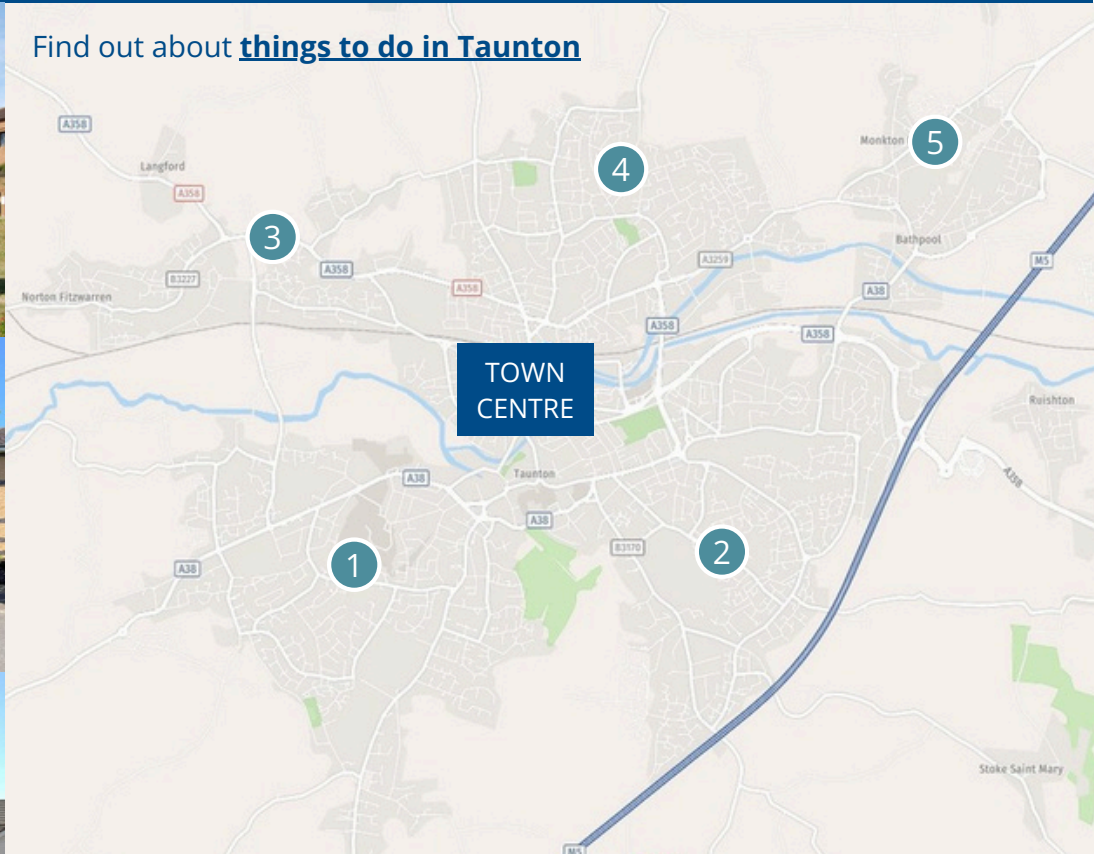 Find out about things to do in Taunton
A358
Langford
A358
Monkton
5
4
3
A358
B3227
A358
Norton Fitzwarren
A3259
Bathpool
M5
A38
A358
A358
TOWN
CENTRE
Ruishton
A38
Taunton
A358
A38
B3170
2
1
A38
Stoke Saint Mary
M5